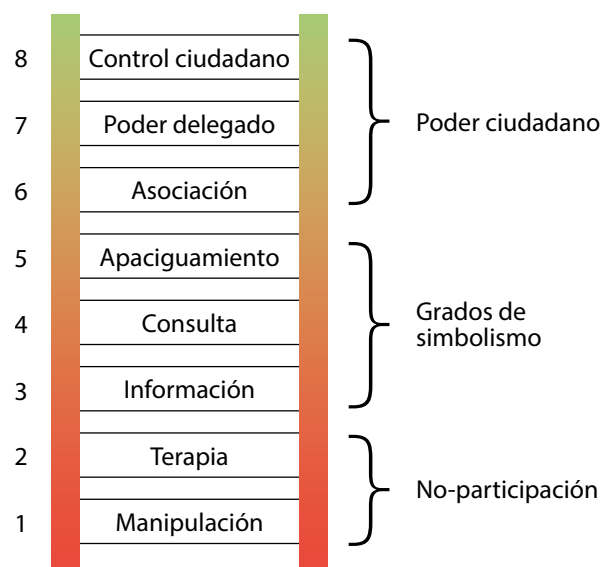 8 Control ciudadano
7 Poder delegado
Poder ciudadano
6 Asociación
5 Apaciguamiento
4 Consulta
Grados de
simbolismo
3 Información
2 Terapia
No-participación
1 Manipulación